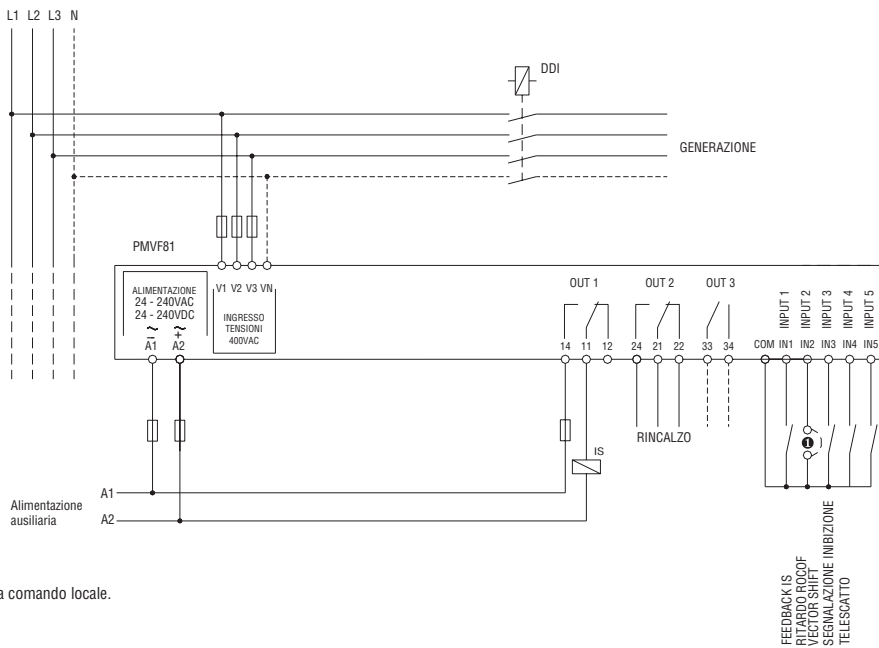 L1 L2 L3 N
DDI
GENERAZIONE
PMVF81
ALIMENTAZIONE
24 - 240VAC
24 - 240VDC
~ ~
– +
A1 A2
V1 V2 V3 VN
INGRESSO
TENSIONI
400VAC
OUT 1
14 11 12
OUT 2
24 21 22
OUT 3
33 34
INPUT 1
INPUT 2
INPUT 3
INPUT 4
INPUT 5
COM IN1 IN2 IN3 IN4 IN5
RINCALZO
1
IS
Alimentazione
ausiliaria
A1
A2
a comando locale.
FEEDBACK IS
RITARDO ROCOF
VECTOR SHIFT
SEGNALAZIONE INIBIZIONE
TELESCATTO